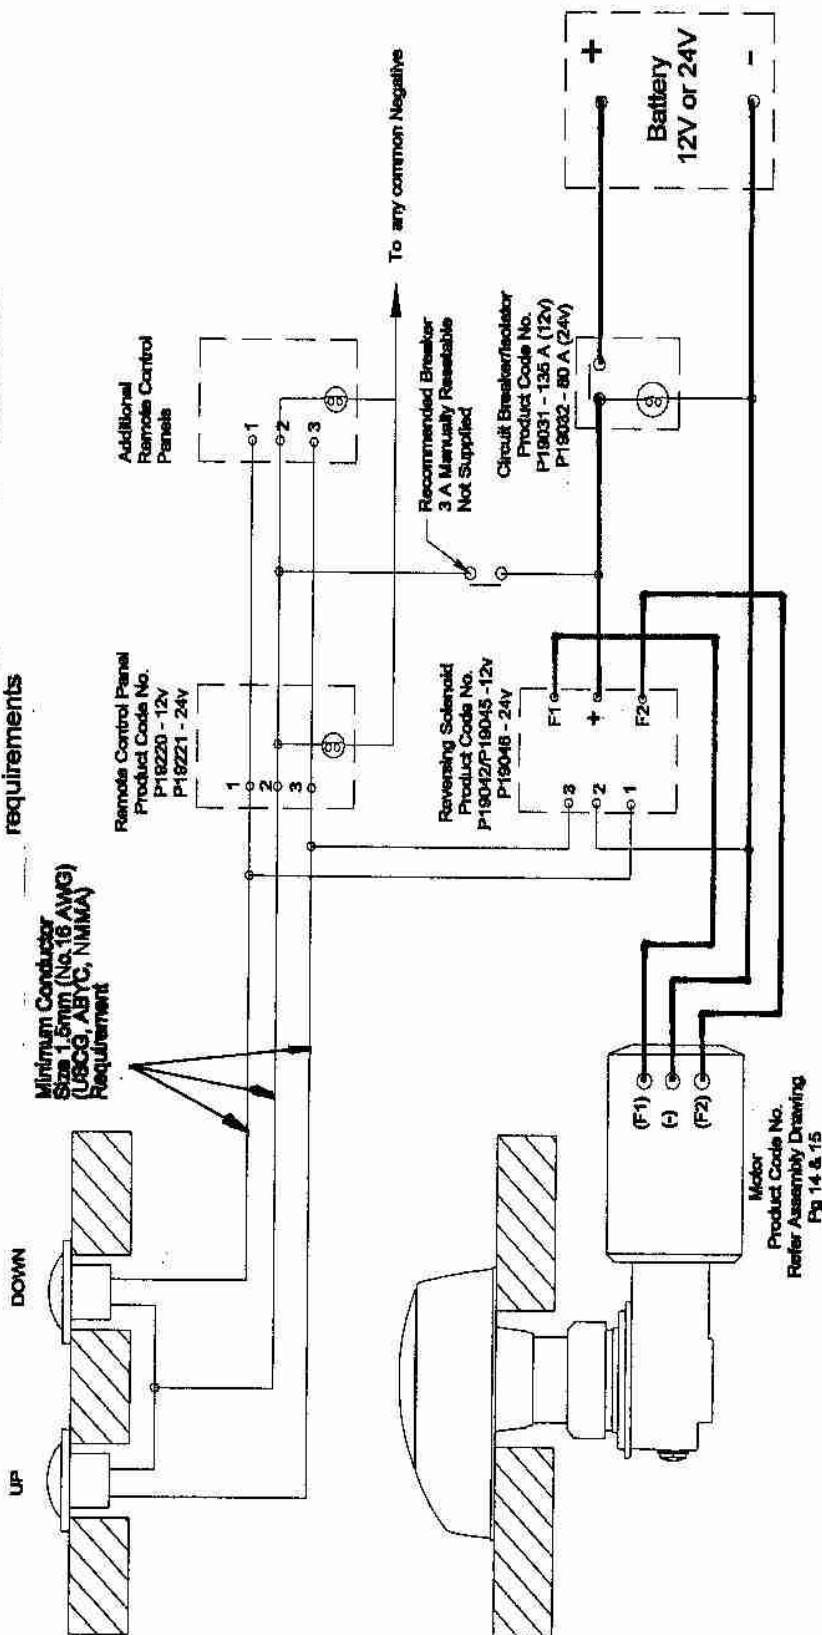 requirements
Minimum Conductor
Size 1.5mm (No.16 AWG)
(USCG, ABYC, NMMA)
Requirement
UP
DOWN
Remote Control Panel
Product Code No.
P19220 - 12v
P19221 - 24v
1
2
3
Additional
Remote Control
Panels
1
2
3
To any common Negative
Recommended Breaker
3 A Manually Resetable
Not Supplied
Reversing Solenoid
Product Code No.
P19042/P19045 -12v
P19046 - 24v
3
2
1
F1
+
F2
Circuit Breaker/Isolator
Product Code No.
P19031 - 135 A (12v)
P19032 - 80 A (24v)
+
-
Battery
12V or 24V
(F1)
(-)
(F2)
Motor
Product Code No.
Refer Assembly Drawing
Pg 14 & 15